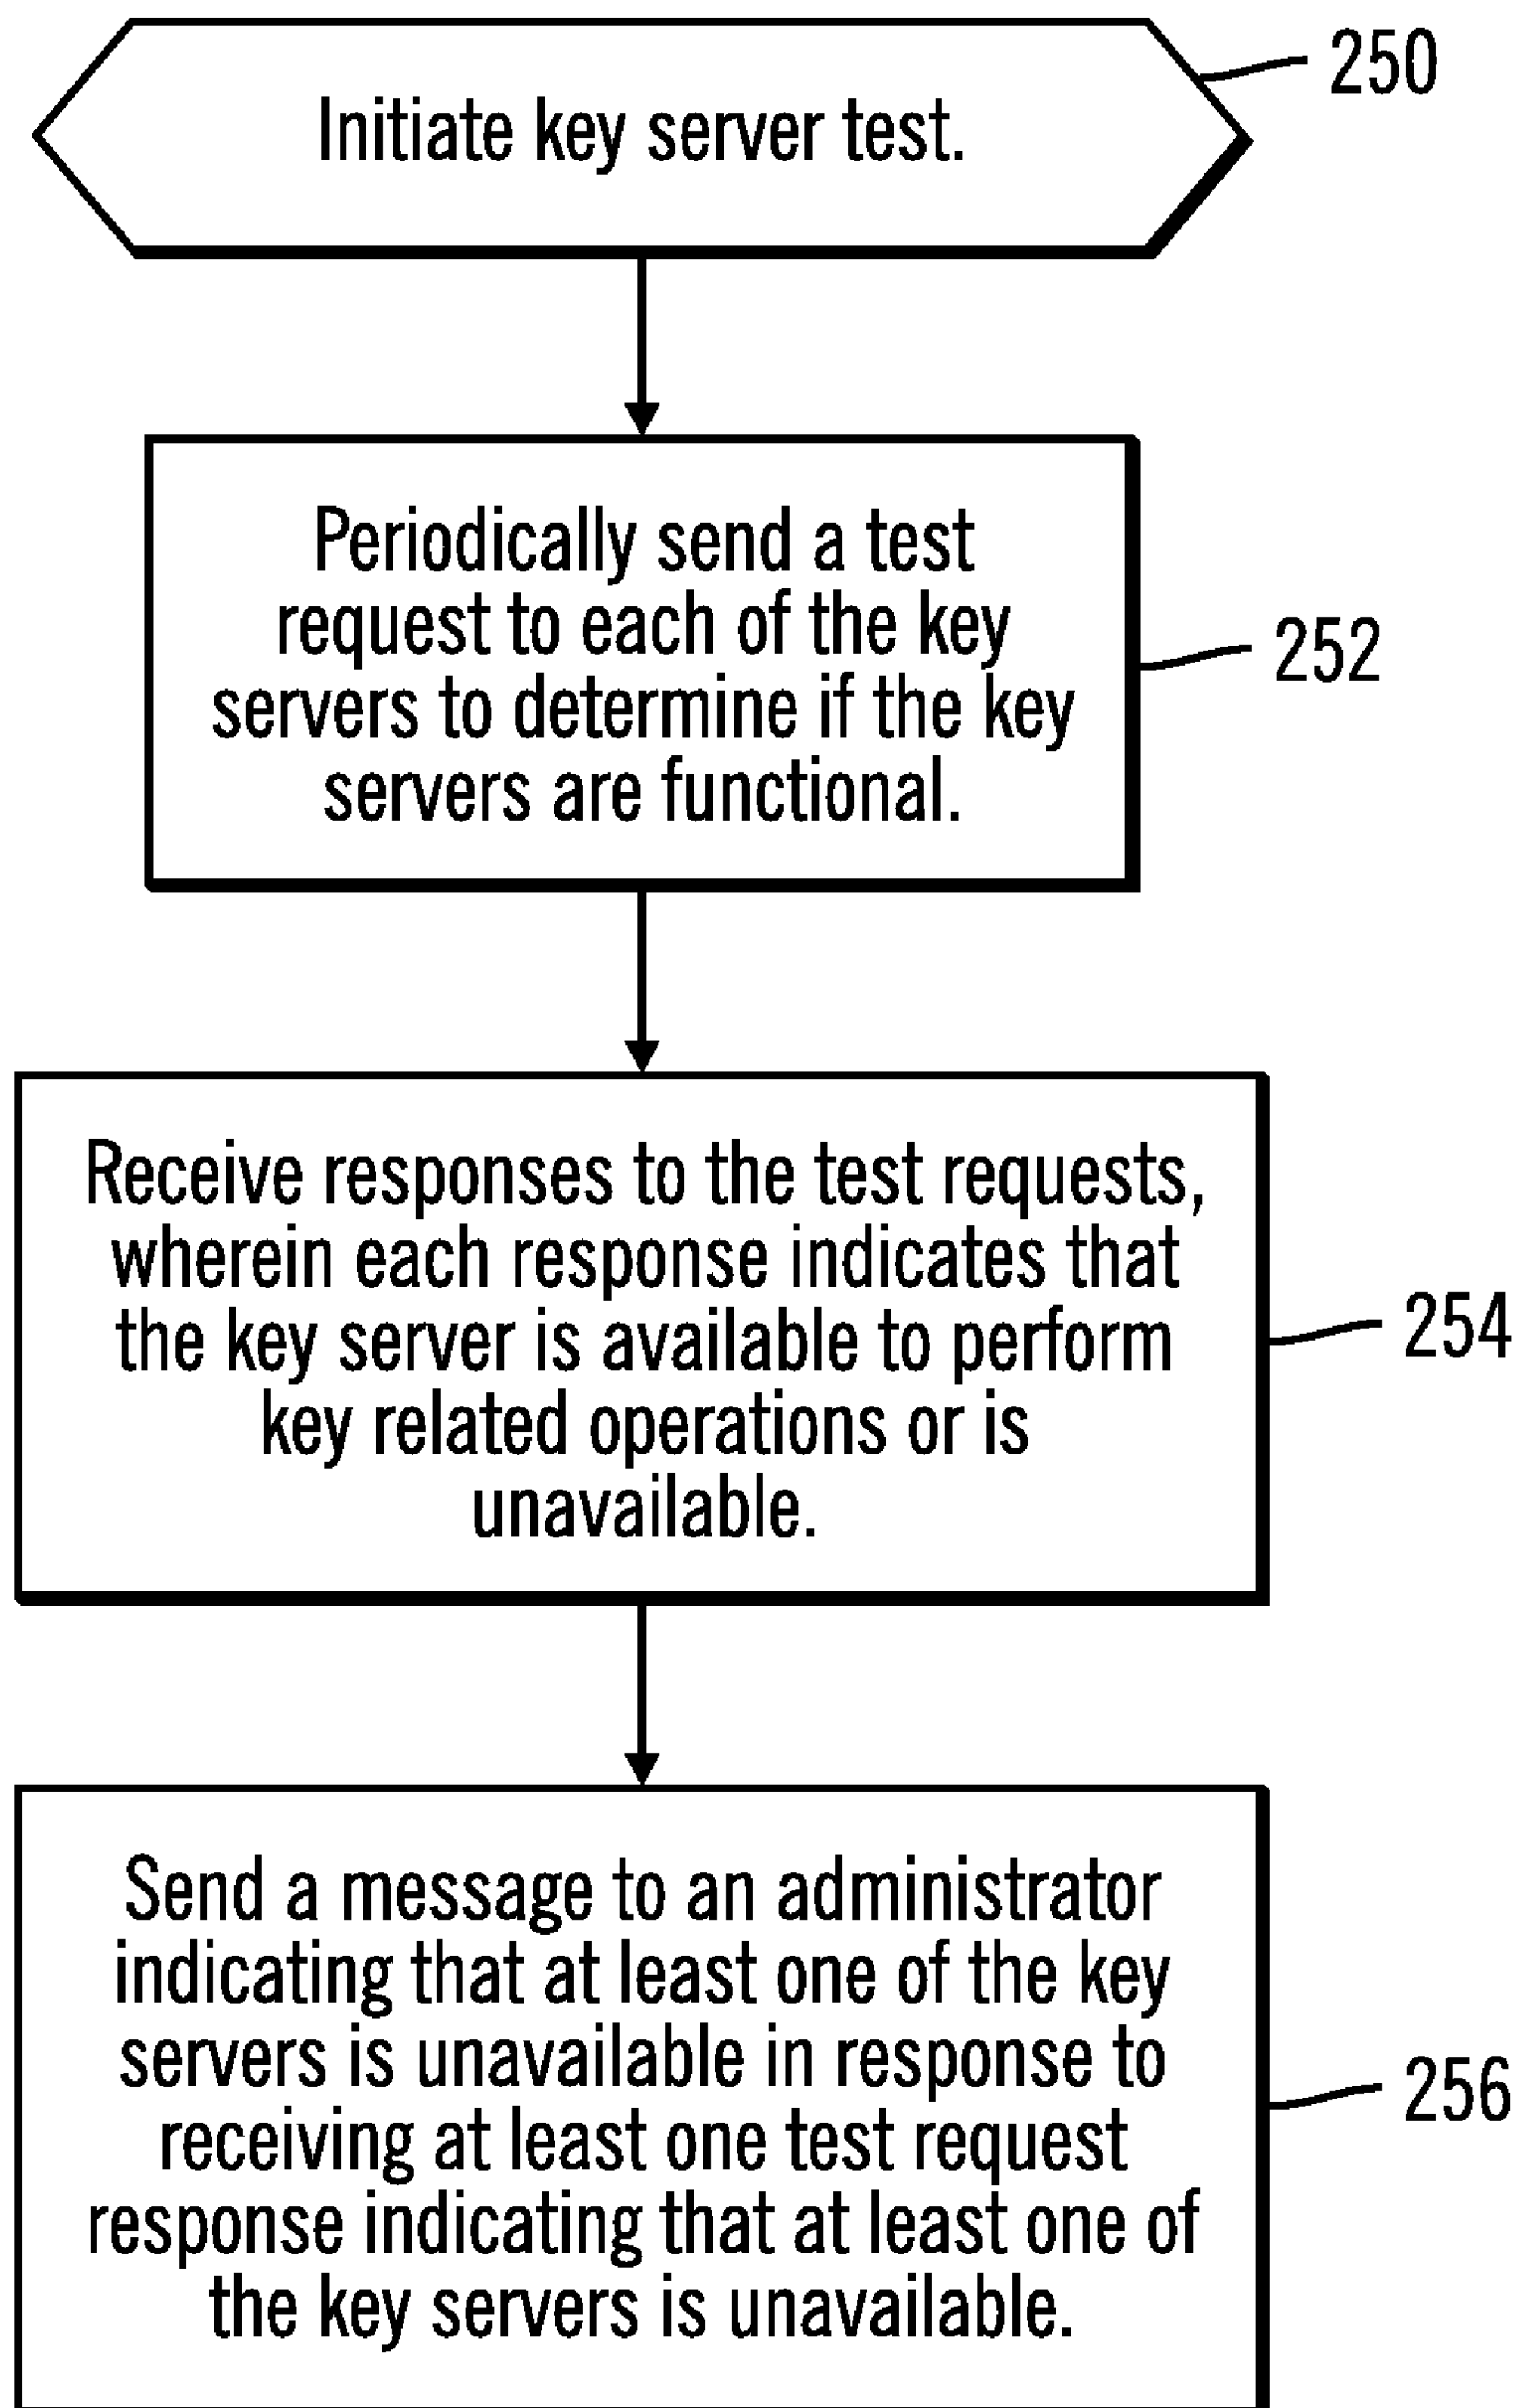 Initiate key server test.
250
Periodically send a test
request to each of the key
servers to determine if the key
servers are functional.
252
Receive responses to the test requests,
wherein each response indicates that
the key server is available to perform
key related operations or is
unavailable.
254
Send a message to an administrator
indicating that at least one of the key
servers is unavailable in response to
receiving at least one test request
response indicating that at least one of
the key servers is unavailable.
256